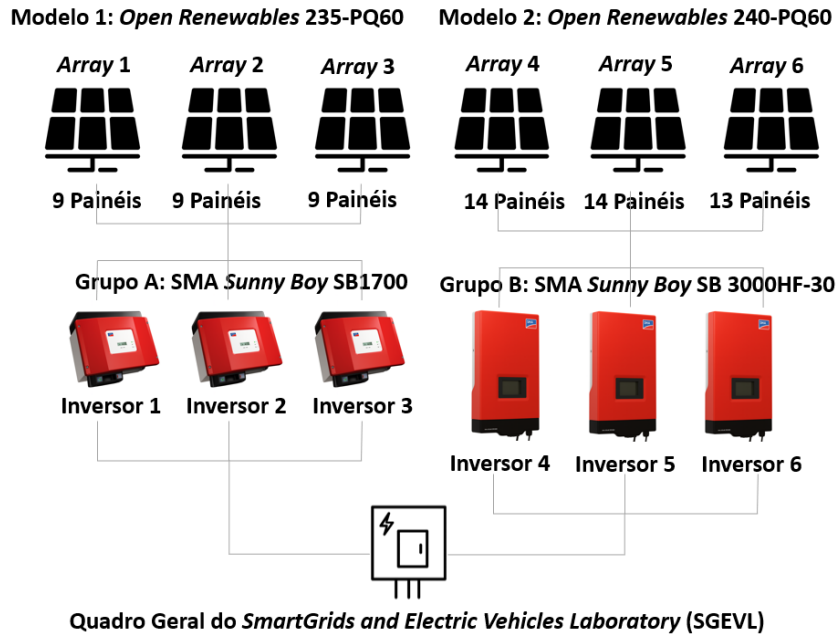 Modelo 1: Open Renewables 235-PQ60
Modelo 2: Open Renewables 240-PQ60
Array 1
Array 2
Array 3
Array 4
Array 5
Array 6
9 Painéis
9 Painéis
9 Painéis
14 Painéis
14 Painéis
13 Painéis
Grupo A: SMA Sunny Boy SB1700
Grupo B: SMA Sunny Boy SB 3000HF-30
Inversor 1
Inversor 2
Inversor 3
Inversor 4
Inversor 5
Inversor 6
Quadro Geral do SmartGrids and Electric Vehicles Laboratory (SGEVL)